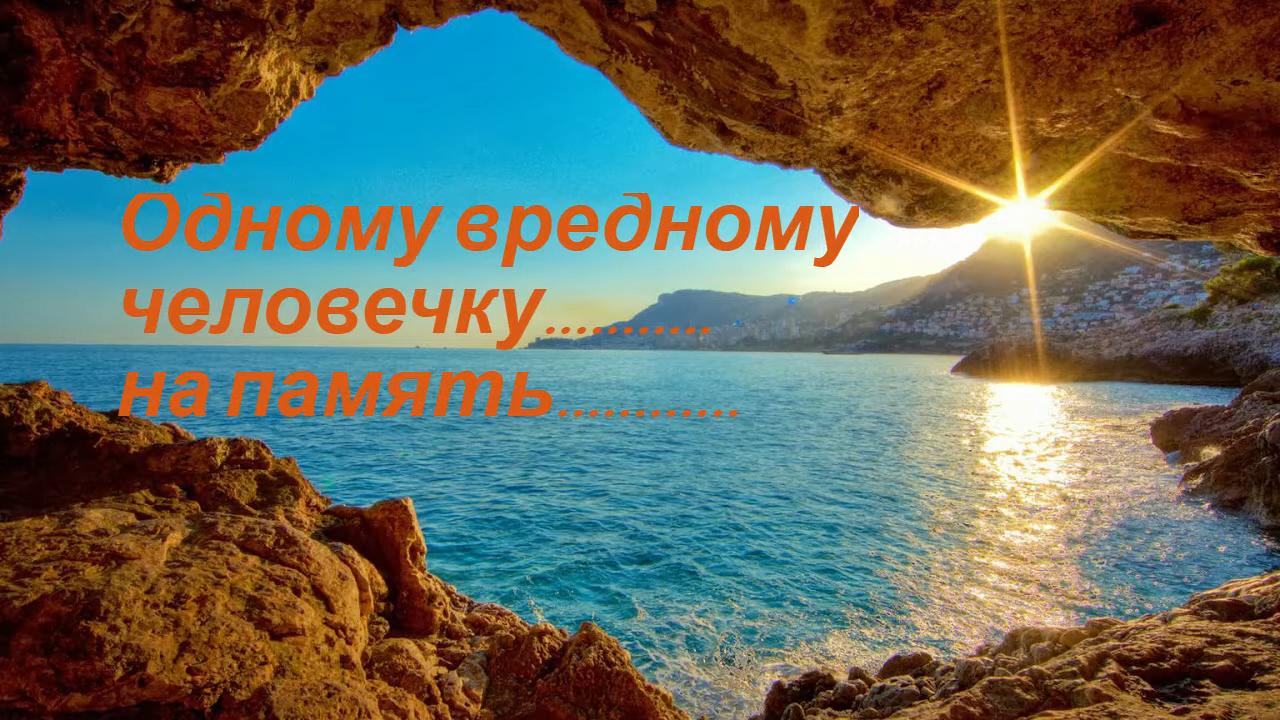 Одному вредному
человечку...........
на память............